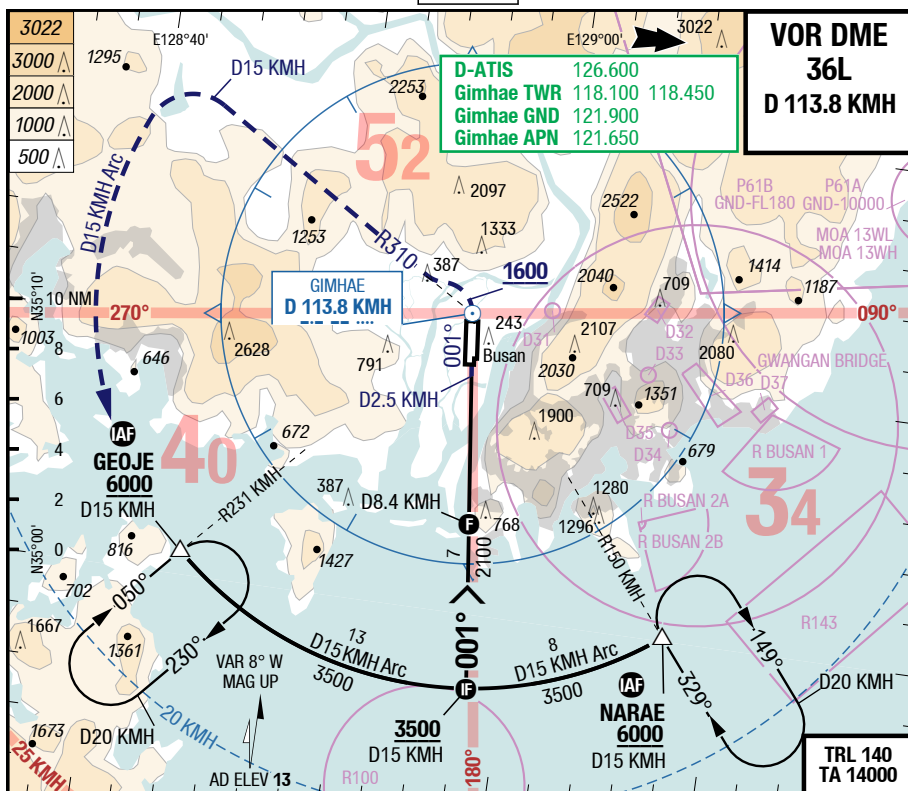 3022
3000
2000
1000
500
1295
E128°40'
D15 KMH
2253
E129°00'
3022
D-ATIS 126.600
Gimhae TWR 118.100 118.450
Gimhae GND 121.900
Gimhae APN 121.650
VOR DME
36L
D 113.8 KMH
52
2097
1333
1253
D15 KMH Arc
R310
387
1600
2522
2040
709
P61B
GND-FL180
P61A
GND-10000
MOA 13WL
MOA 13WH
1414
1187
N35°10'
10 NM
270°
GIMHAE
D 113.8 KMH
090°
1003
8
646
2628
791
001°
243
Busan
D31
2107
2030
D32
D33
2080
GWANGAN BRIDGE
D36
D37
6
D2.5 KMH
709
1351
IAF
GEOJE
6000
D15 KMH
40
4
672
1900
D35
D34
679
R BUSAN 1
2
R231 KMH
387
D8.4 KMH
F
768
1280
1296
R BUSAN 2A
R BUSAN 2B
34
N35°00'
0
816
1427
7
2100
R150 KMH
702
050°
1667
1361
230°
VAR 8° W
MAG UP
13
D15 KMH Arc
3500
001°
8
D15 KMH Arc
3500
149°
329°
R143
D20 KMH
IF
3500
D15 KMH
IAF
NARAE
6000
D15 KMH
20 KMH
D20 KMH
1673
25 KMH
AD ELEV 13
R100
180°
TRL 140
TA 14000